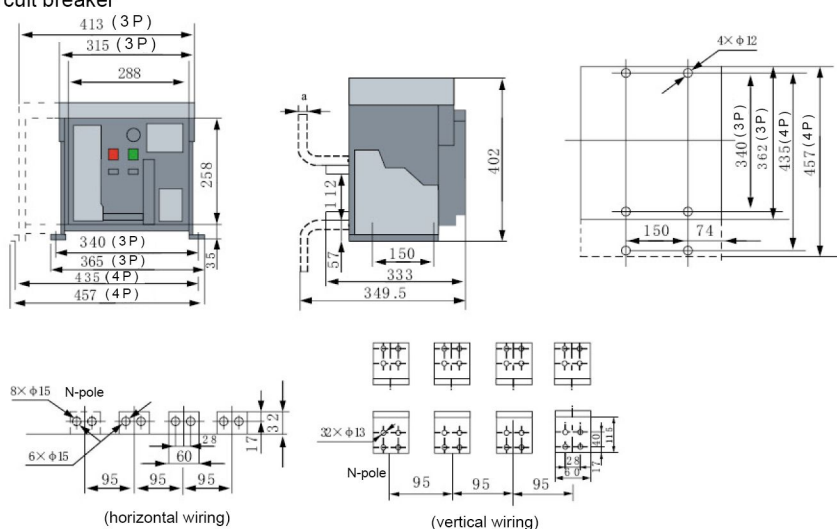 cuit breaker
413 (3P)
315 (3P)
288
258
35
340 (3P)
365 (3P)
435 (4P)
457 (4P)
a
402
112
57
150
333
349.5
4×φ12
340 (3P)
362 (3P)
435(4P)
457 (4P)
150
74
8×φ15
N-pole
6×φ15
28
60
17
32
95
95
95
(horizontal wiring)
32×φ13
N-pole
40
115
17
60
95
95
95
(vertical wiring)